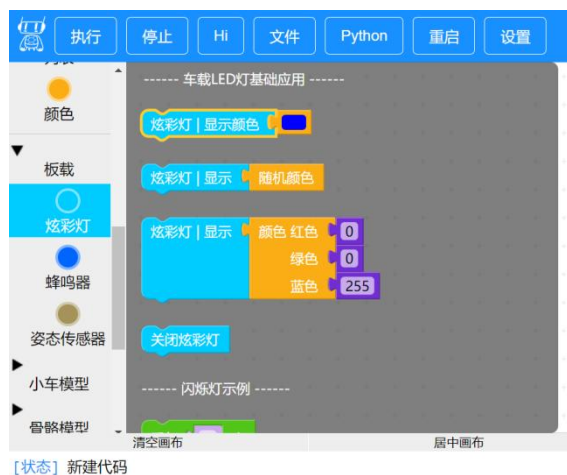 执行 停止 Hi 文件 Python 重启 设置
颜色
板载
炫彩灯
蜂鸣器
姿态传感器
小车模型
骨骼模型
------ 车载LED灯基础应用 ------
炫彩灯 | 显示颜色
炫彩灯 | 显示 随机颜色
炫彩灯 | 显示 颜色 红色 0
绿色 0
蓝色 255
关闭炫彩灯
------ 闪烁灯示例 ------
清空画布 居中画布
[状态] 新建代码